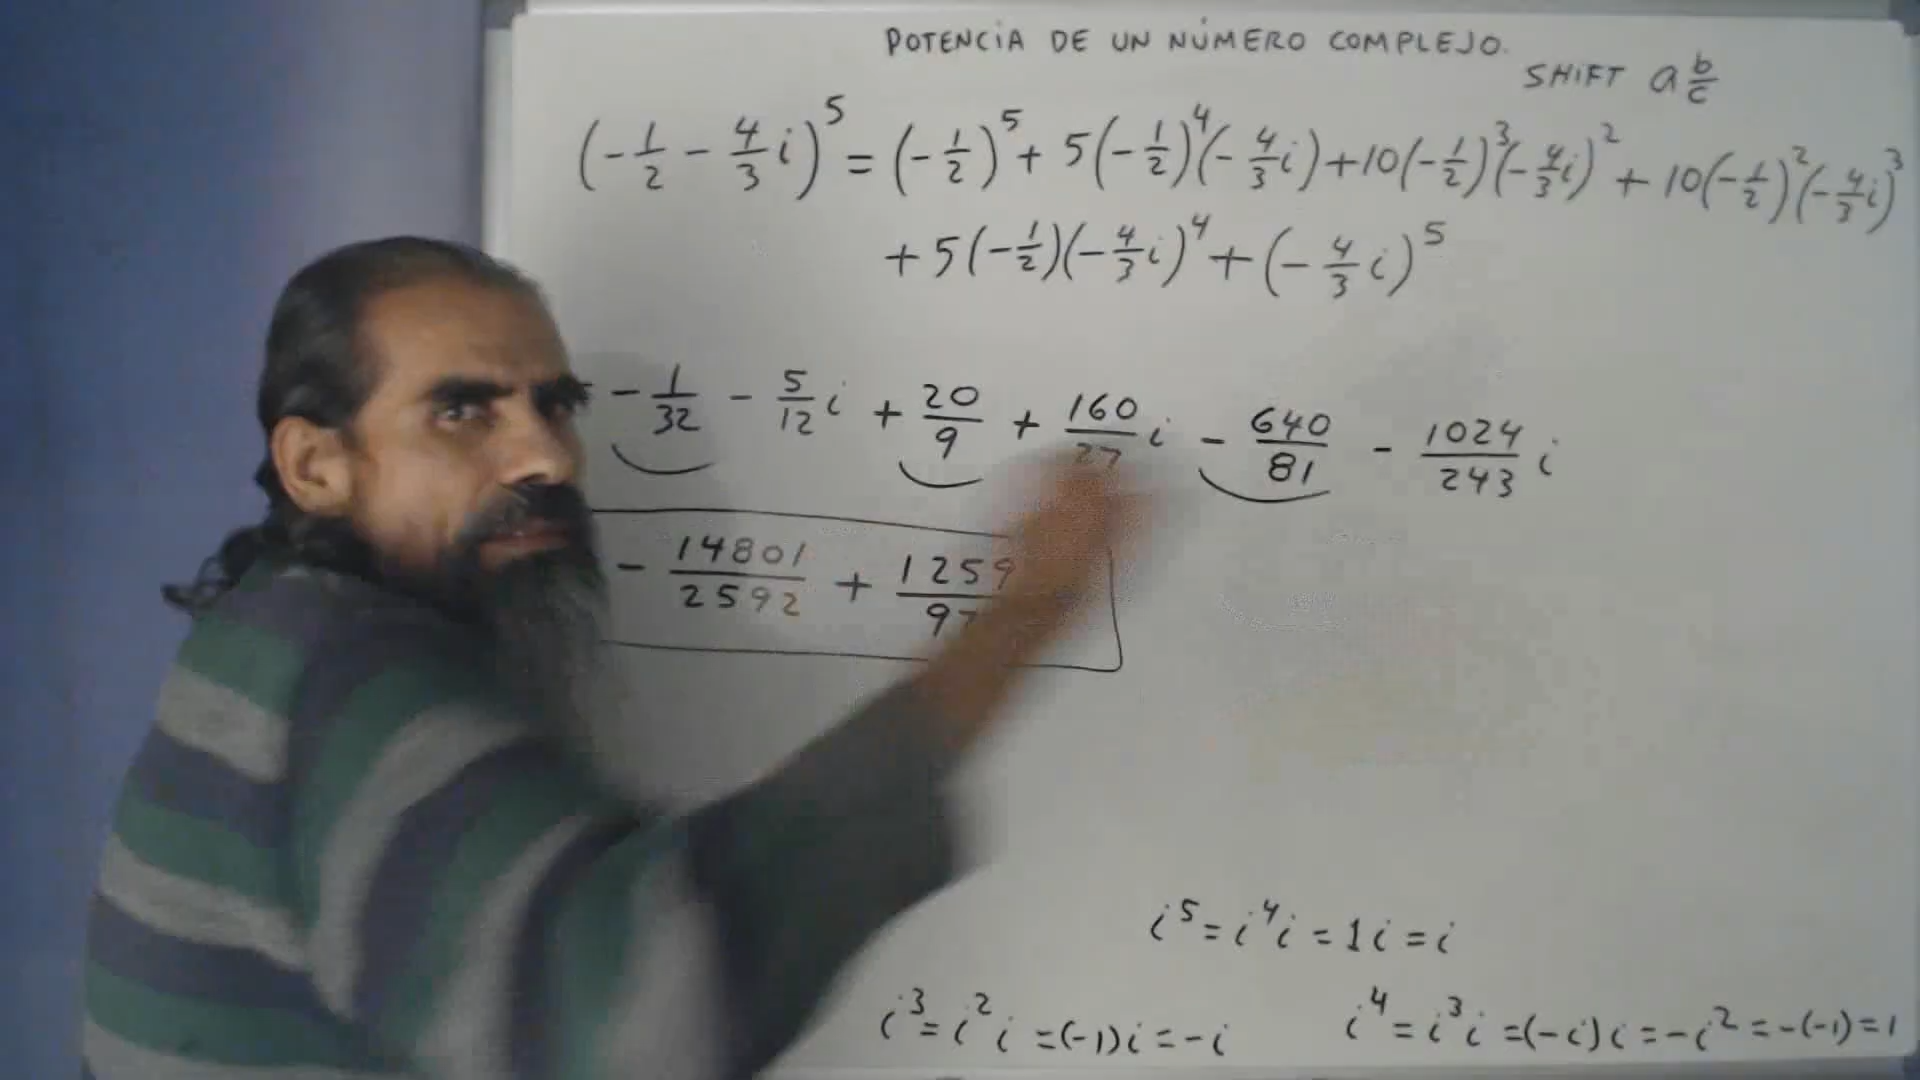 POTENCIA DE UN NÚMERO COMPLEJO.
SHIFT a b/c
(-1/2 - 4/3 i)^5 = (-1/2)^5 + 5(-1/2)^4(-4/3 i) + 10(-1/2)^3(-4/3 i)^2 + 10(-1/2)^2(-4/3 i)^3
+ 5(-1/2)(-4/3 i)^4 + (-4/3 i)^5
- 1/32 - 5/12 i + 20/9 + 160/27 i - 640/81 - 1024/243 i
- 14801/2592 + 1259
i^5 = i^4 i = 1i = i
i^3 = i^2 i = (-1)i = -i
i^4 = i^3 i = (-i)i = -i^2 = -(-1) = 1